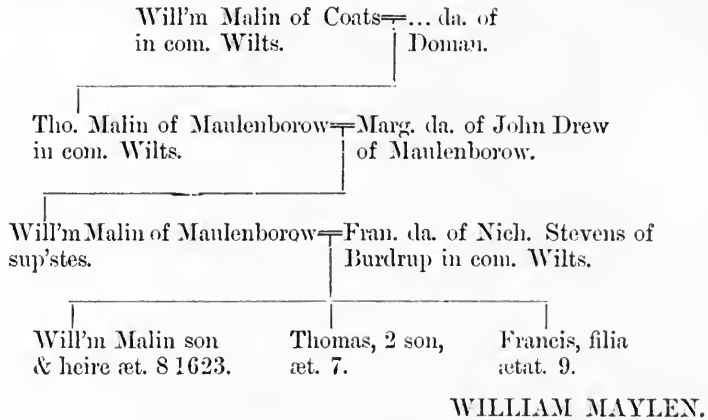 Will'm Malin of Coats=... da. of
in com. Wilts. Doman.
Tho. Malin of Maulenborow=Marg. da. of John Drew
in com. Wilts. of Maulenborow.
Will'm Malin of Maulenborow=Fran. da. of Nich. Stevens of
sup'stes. Burdrup in com. Wilts.
Will'm Malin son Thomas, 2 son, Francis, filia
& heire æt. 8 1623. æt. 7. ætat. 9.
WILLIAM MAYLEN.